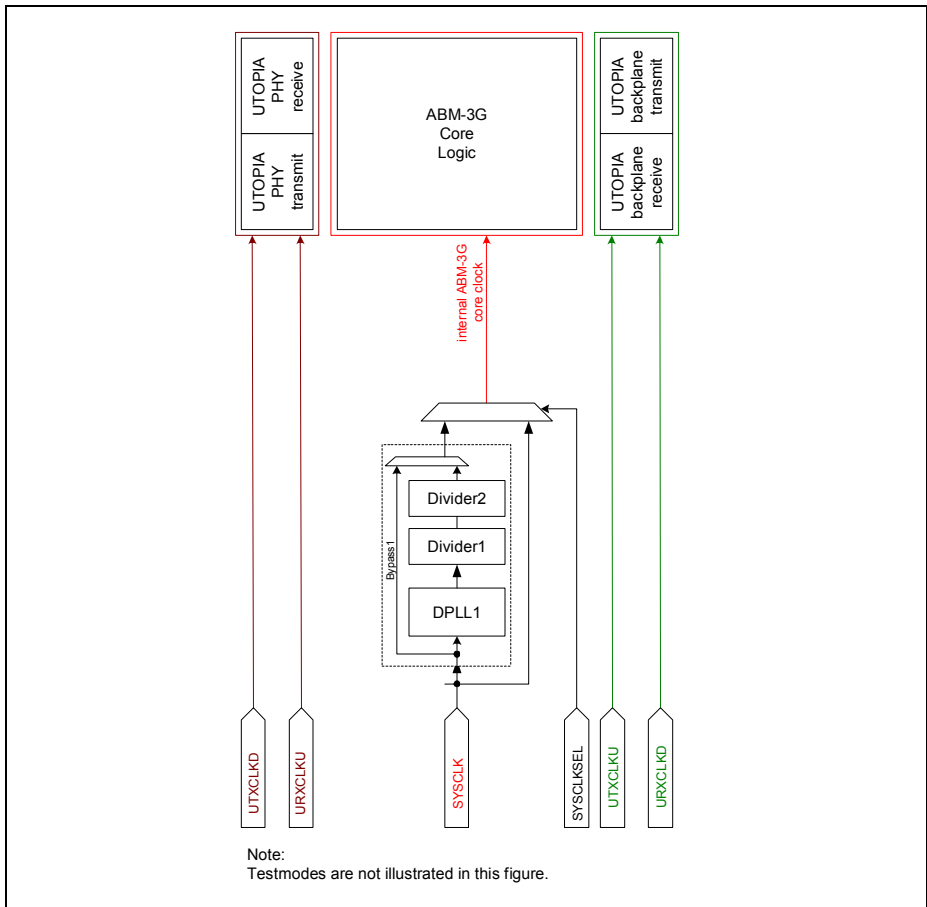 UTOPIA
PHY
receive
UTOPIA
PHY
transmit
ABM-3G
Core
Logic
UTOPIA
backplane
transmit
UTOPIA
backplane
receive
internal ABM-3G
core clock
Divider2
Divider1
DPLL1
Bypass1
UTXCLKD
URXCLKU
SYSCLK
SYSCLKSEL
UTXCLKU
URXCLKD
Note:
Testmodes are not illustrated in this figure.